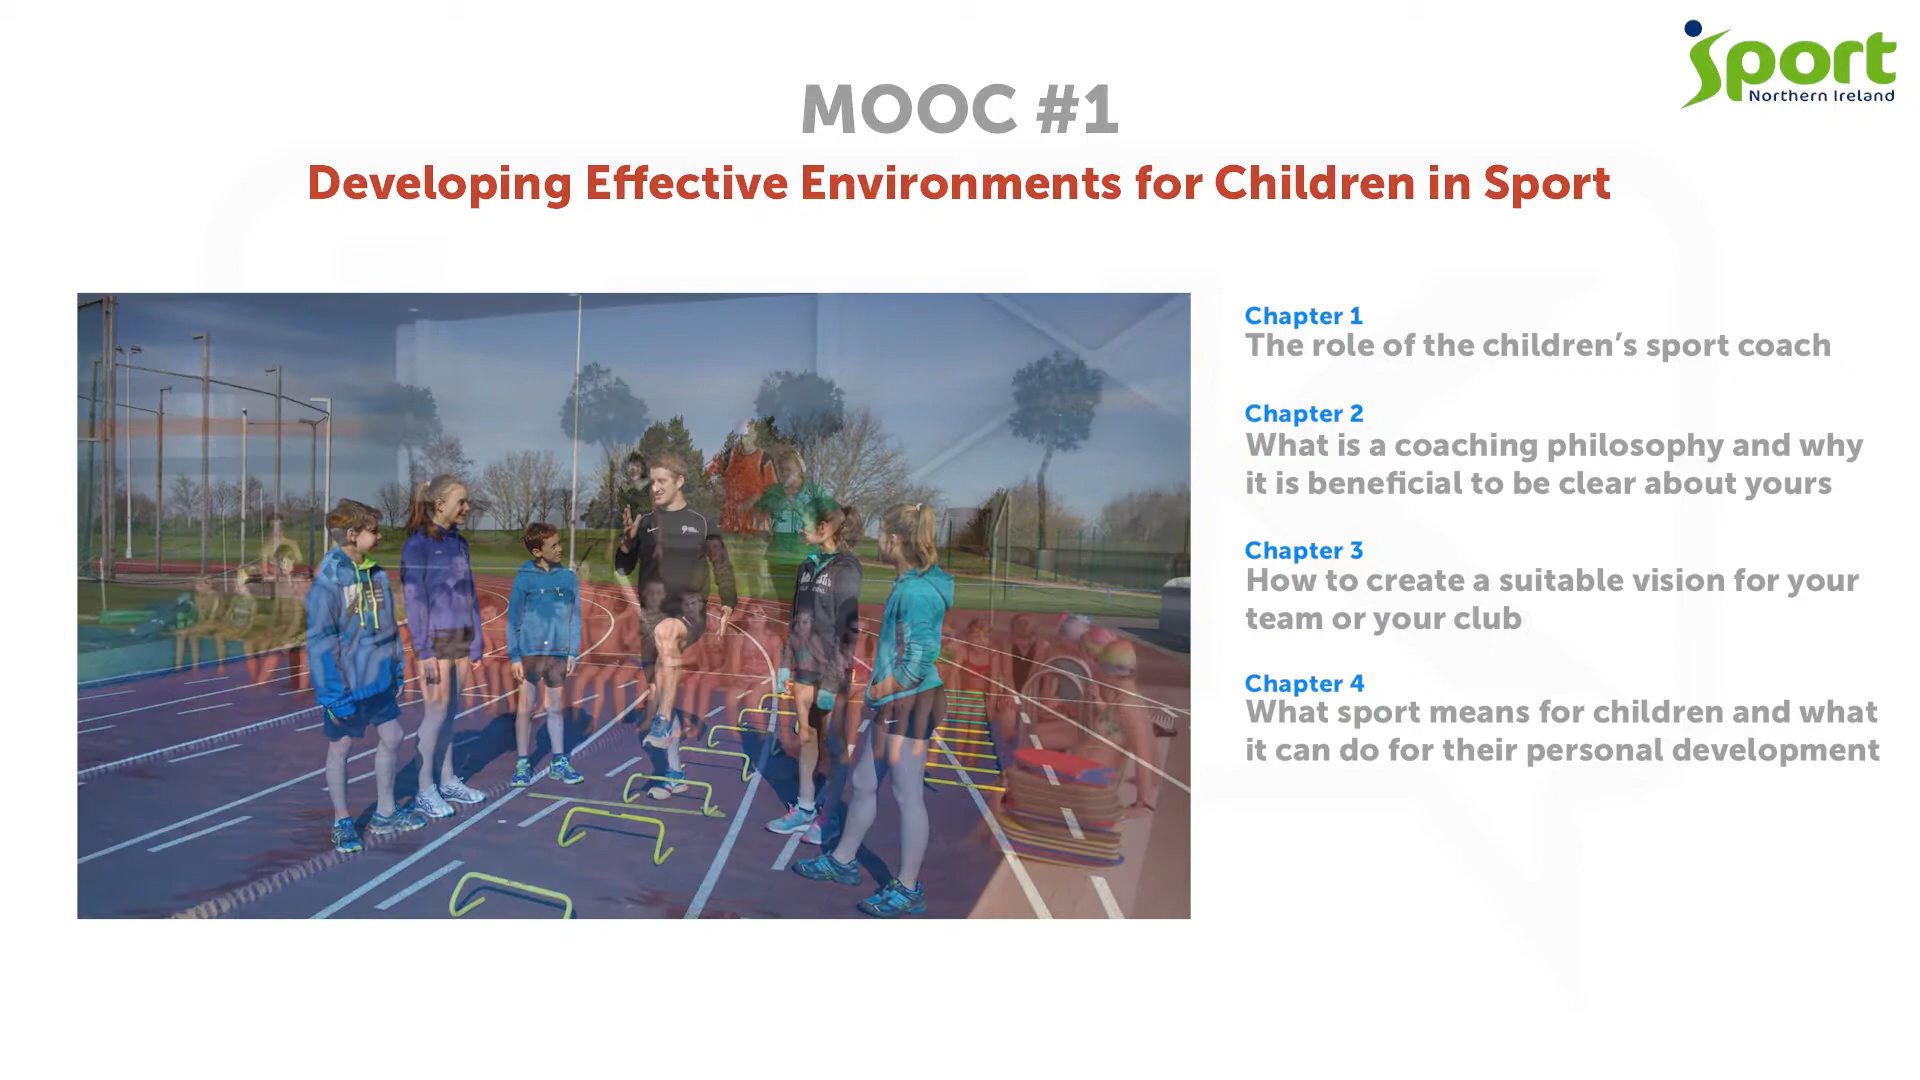 Sport
Northern Ireland
MOOC #1
Developing Effective Environments for Children in Sport
Chapter 1
The role of the children’s sport coach
Chapter 2
What is a coaching philosophy and why
it is beneficial to be clear about yours
Chapter 3
How to create a suitable vision for your
team or your club
Chapter 4
What sport means for children and what
it can do for their personal development